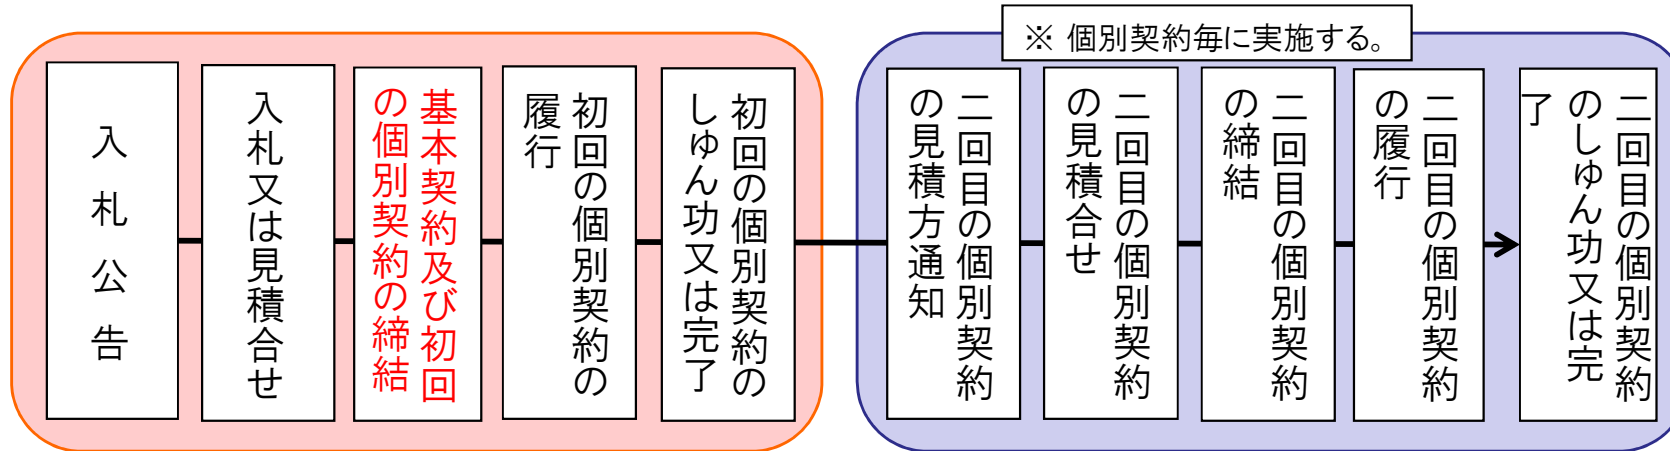 ※ 個別契約毎に実施する。
入札公告
入札又は見積合せ
基本契約及び初回
の個別契約の締結
初回の個別契約の
履行
初回の個別契約の
しゅん功又は完了
二回目の個別契約
の見積方通知
二回目の個別契約
の見積合せ
二回目の個別契約
の締結
二回目の個別契約
の履行
二回目の個別契約
のしゅん功又は完
了